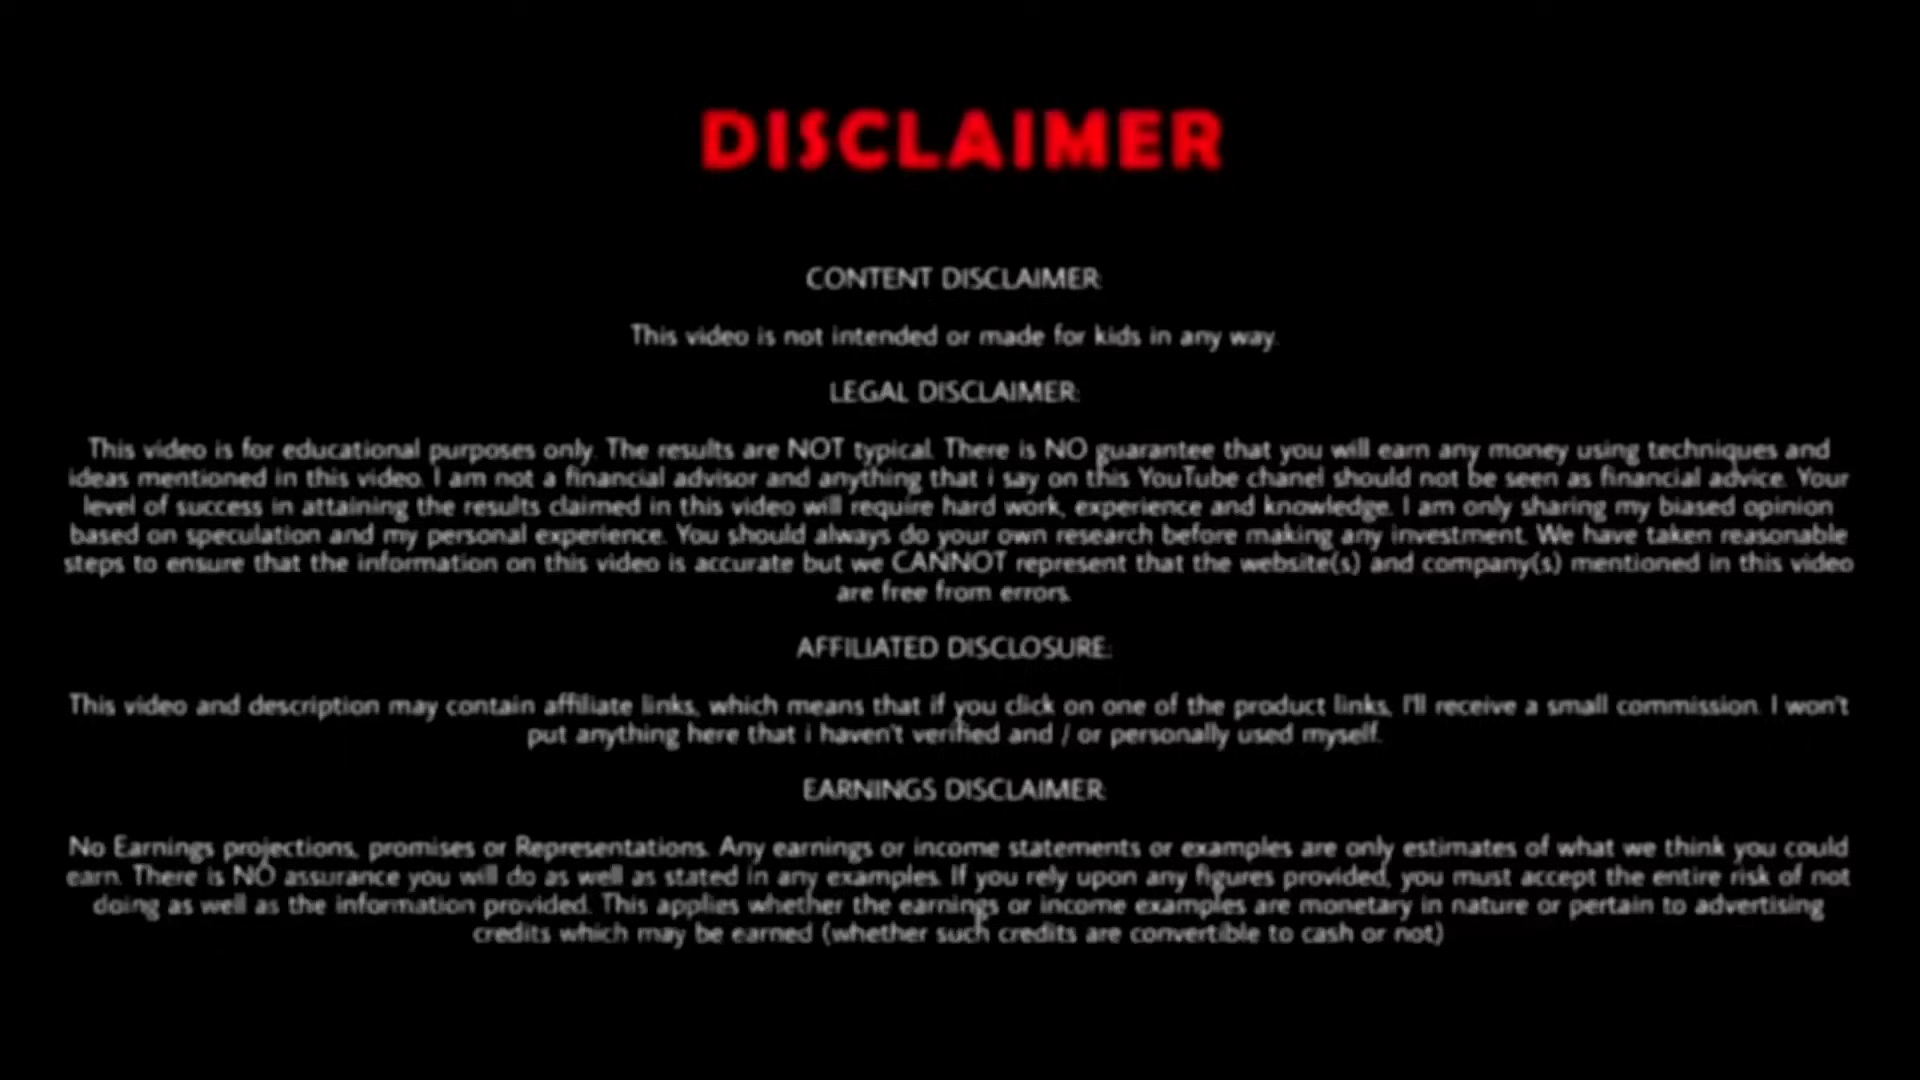 DISCLAIMER
CONTENT DISCLAIMER:
This video is not intended or made for kids in any way.
LEGAL DISCLAIMER:
This video is for educational purposes only. The results are NOT typical. There is NO guarantee that you will earn any money using techniques and
ideas mentioned in this video. I am not a financial advisor and anything that i say on this YouTube chanel should not be seen as financial advice. Your
level of success in attaining the results claimed in this video will require hard work, experience and knowledge. I am only sharing my biased opinion
based on speculation and my personal experience. You should always do your own research before making any investment. We have taken reasonable
steps to ensure that the information on this video is accurate but we CANNOT represent that the website(s) and company(s) mentioned in this video
are free from errors.
AFFILIATED DISCLOSURE:
This video and description may contain affiliate links, which means that if you click on one of the product links, I'll receive a small commission. I won't
put anything here that i haven't verified and / or personally used myself.
EARNINGS DISCLAIMER:
No Earnings projections, promises or Representations. Any earnings or income statements or examples are only estimates of what we think you could
earn. There is NO assurance you will do as well as stated in any examples. If you rely upon any figures provided, you must accept the entire risk of not
doing as well as the information provided. This applies whether the earnings or income examples are monetary in nature or pertain to advertising
credits which may be earned (whether such credits are convertible to cash or not)